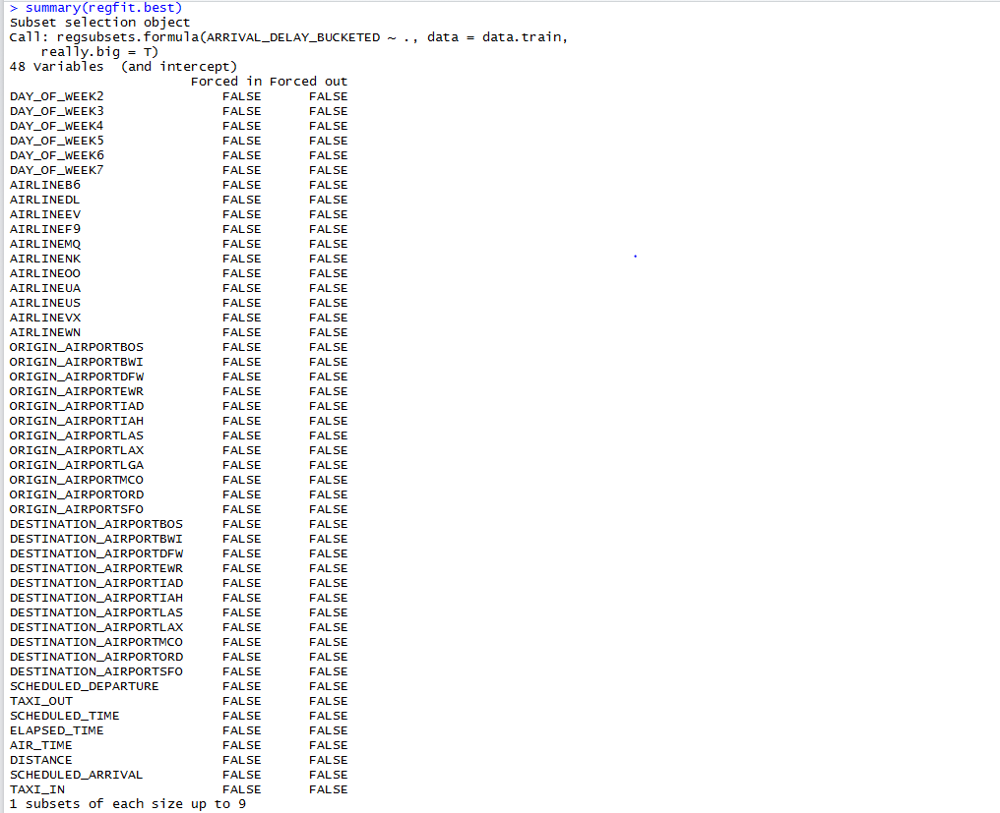 > summary(regfit.best)
Subset selection object
Call: regsubsets.formula(ARRIVAL_DELAY_BUCKETED ~ ., data = data.train,
    really.big = T)
48 Variables  (and intercept)
                       Forced in Forced out
DAY_OF_WEEK2               FALSE      FALSE
DAY_OF_WEEK3               FALSE      FALSE
DAY_OF_WEEK4               FALSE      FALSE
DAY_OF_WEEK5               FALSE      FALSE
DAY_OF_WEEK6               FALSE      FALSE
DAY_OF_WEEK7               FALSE      FALSE
AIRLINEB6                  FALSE      FALSE
AIRLINEDL                  FALSE      FALSE
AIRLINEEV                  FALSE      FALSE
AIRLINEF9                  FALSE      FALSE
AIRLINEMQ                  FALSE      FALSE
AIRLINENK                  FALSE      FALSE
AIRLINEOO                  FALSE      FALSE
AIRLINEUA                  FALSE      FALSE
AIRLINEUS                  FALSE      FALSE
AIRLINEVX                  FALSE      FALSE
AIRLINEWN                  FALSE      FALSE
ORIGIN_AIRPORTBOS          FALSE      FALSE
ORIGIN_AIRPORTBWI          FALSE      FALSE
ORIGIN_AIRPORTDFW          FALSE      FALSE
ORIGIN_AIRPORTEWR          FALSE      FALSE
ORIGIN_AIRPORTIAD          FALSE      FALSE
ORIGIN_AIRPORTIAH          FALSE      FALSE
ORIGIN_AIRPORTLAS          FALSE      FALSE
ORIGIN_AIRPORTLAX          FALSE      FALSE
ORIGIN_AIRPORTLGA          FALSE      FALSE
ORIGIN_AIRPORTMCO          FALSE      FALSE
ORIGIN_AIRPORTORD          FALSE      FALSE
ORIGIN_AIRPORTSFO          FALSE      FALSE
DESTINATION_AIRPORTBOS     FALSE      FALSE
DESTINATION_AIRPORTBWI     FALSE      FALSE
DESTINATION_AIRPORTDFW     FALSE      FALSE
DESTINATION_AIRPORTEWR     FALSE      FALSE
DESTINATION_AIRPORTIAD     FALSE      FALSE
DESTINATION_AIRPORTIAH     FALSE      FALSE
DESTINATION_AIRPORTLAS     FALSE      FALSE
DESTINATION_AIRPORTLAX     FALSE      FALSE
DESTINATION_AIRPORTMCO     FALSE      FALSE
DESTINATION_AIRPORTORD     FALSE      FALSE
DESTINATION_AIRPORTSFO     FALSE      FALSE
SCHEDULED_DEPARTURE        FALSE      FALSE
TAXI_OUT                   FALSE      FALSE
SCHEDULED_TIME             FALSE      FALSE
ELAPSED_TIME               FALSE      FALSE
AIR_TIME                   FALSE      FALSE
DISTANCE                   FALSE      FALSE
SCHEDULED_ARRIVAL          FALSE      FALSE
TAXI_IN                    FALSE      FALSE
1 subsets of each size up to 9